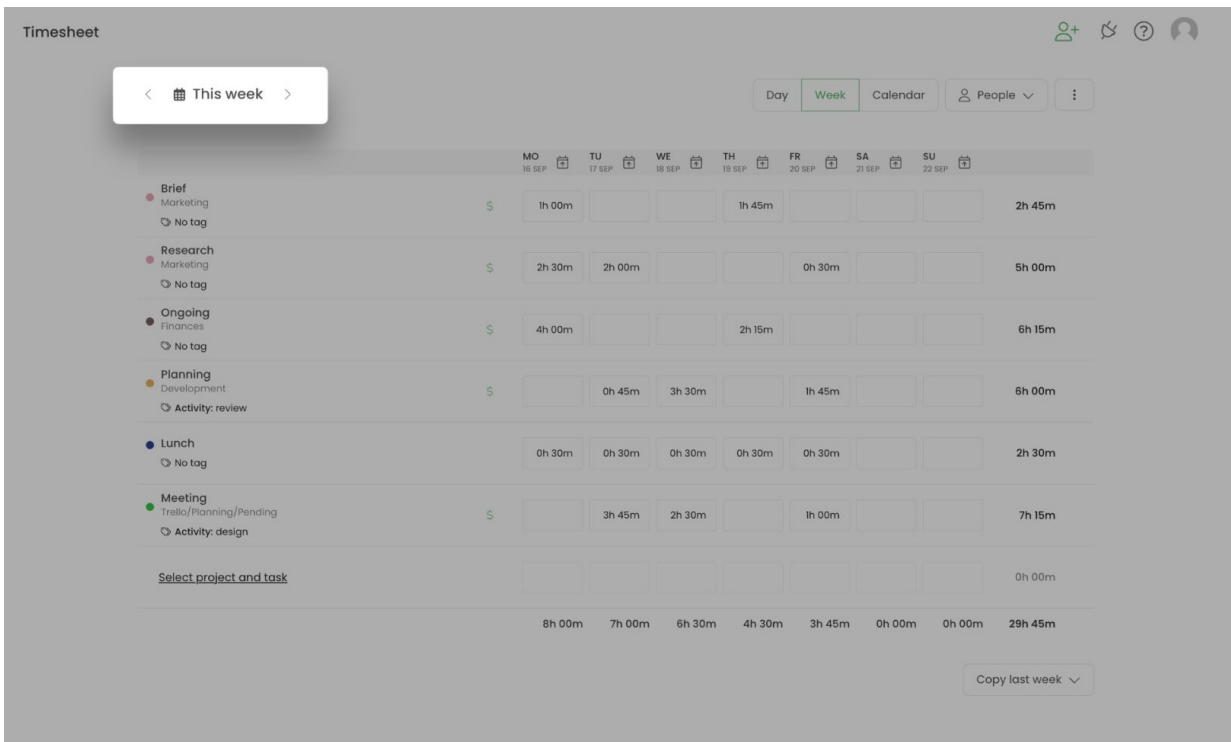 Timesheet
This week
Day Week Calendar People
MO TU WE TH FR SA SU
16 SEP 17 SEP 18 SEP 19 SEP 20 SEP 21 SEP 22 SEP
Brief
Marketing
$ 1h 00m 1h 45m 2h 45m
No tag
Research
Marketing
$ 2h 30m 2h 00m 0h 30m 5h 00m
No tag
Ongoing
Finances
$ 4h 00m 2h 15m 6h 15m
No tag
Planning
Development
$ 0h 45m 3h 30m 1h 45m 6h 00m
Activity: review
Lunch
0h 30m 0h 30m 0h 30m 0h 30m 0h 30m 2h 30m
No tag
Meeting
Trello/Planning/Pending
$ 3h 45m 2h 30m 1h 00m 7h 15m
Activity: design
Select project and task 0h 00m
8h 00m 7h 00m 6h 30m 4h 30m 3h 45m 0h 00m 0h 00m 29h 45m
Copy last week